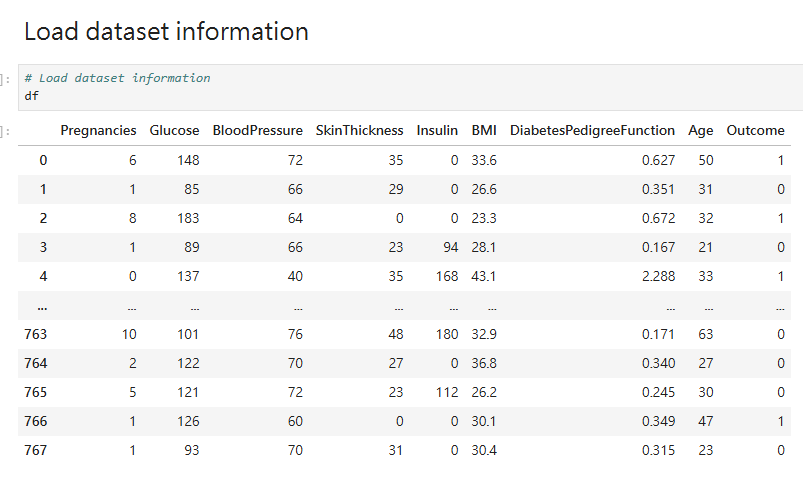 Load dataset information
]: # Load dataset information
df
]: Pregnancies Glucose BloodPressure SkinThickness Insulin BMI DiabetesPedigreeFunction Age Outcome
0 6 148 72 35 0 33.6 0.627 50 1
1 1 85 66 29 0 26.6 0.351 31 0
2 8 183 64 0 0 23.3 0.672 32 1
3 1 89 66 23 94 28.1 0.167 21 0
4 0 137 40 35 168 43.1 2.288 33 1
... ... ... ... ... ... ... ... ... ...
763 10 101 76 48 180 32.9 0.171 63 0
764 2 122 70 27 0 36.8 0.340 27 0
765 5 121 72 23 112 26.2 0.245 30 0
766 1 126 60 0 0 30.1 0.349 47 1
767 1 93 70 31 0 30.4 0.315 23 0